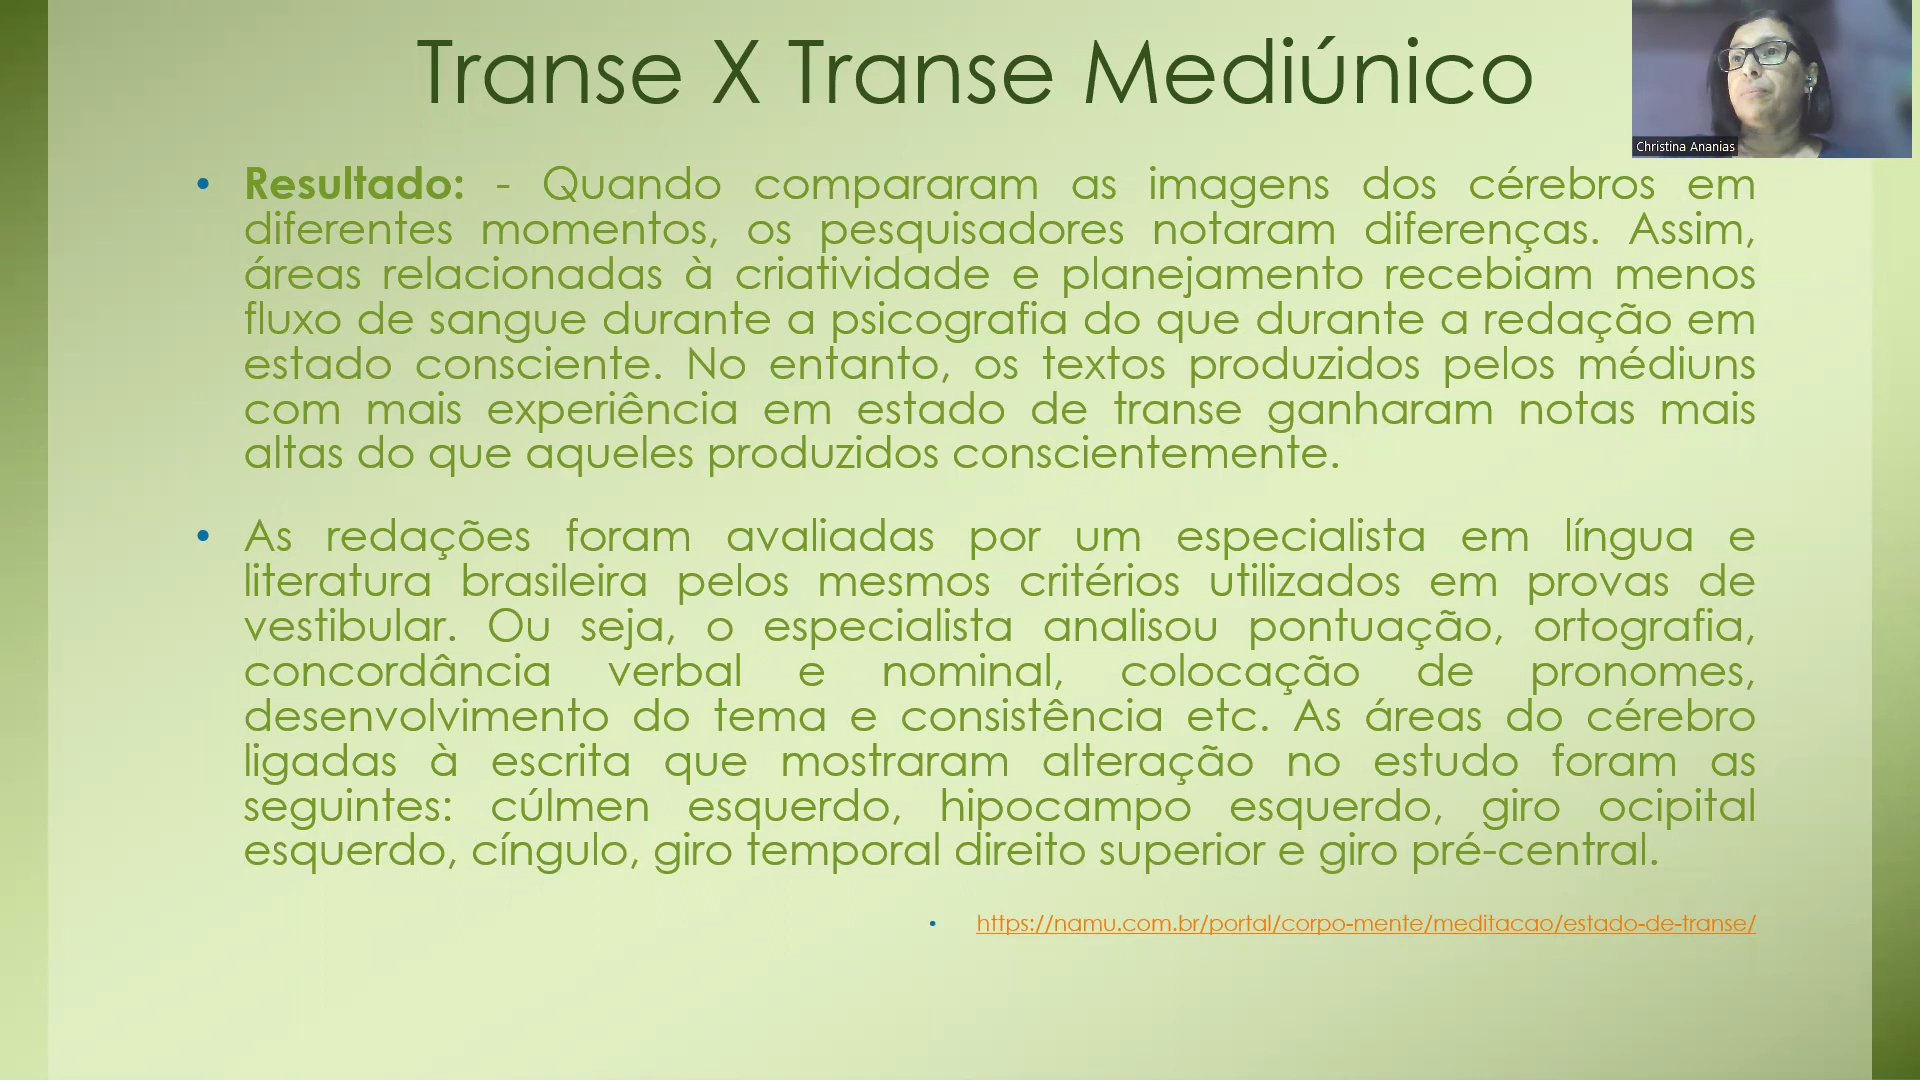 Transe X Transe Mediúnico
Christina Ananias
• Resultado: - Quando compararam as imagens dos cérebros em
diferentes momentos, os pesquisadores notaram diferenças. Assim,
áreas relacionadas à criatividade e planejamento recebiam menos
fluxo de sangue durante a psicografia do que durante a redação em
estado consciente. No entanto, os textos produzidos pelos médiuns
com mais experiência em estado de transe ganharam notas mais
altas do que aqueles produzidos conscientemente.
• As redações foram avaliadas por um especialista em língua e
literatura brasileira pelos mesmos critérios utilizados em provas de
vestibular. Ou seja, o especialista analisou pontuação, ortografia,
concordância verbal e nominal, colocação de pronomes,
desenvolvimento do tema e consistência etc. As áreas do cérebro
ligadas à escrita que mostraram alteração no estudo foram as
seguintes: cúlmen esquerdo, hipocampo esquerdo, giro ocipital
esquerdo, cíngulo, giro temporal direito superior e giro pré-central.
• https://namu.com.br/portal/corpo-mente/meditacao/estado-de-transe/